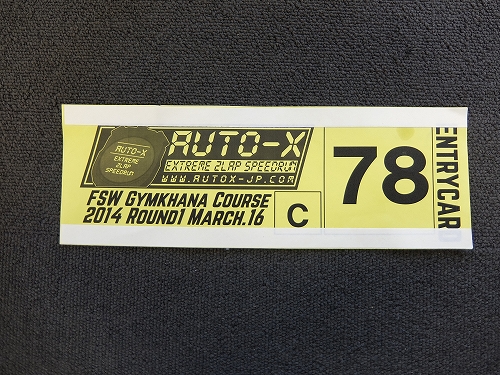 AUTO-X
EXTREME
2LAP
SPEEDRUN
AUTO-X
EXTREME 2LAP SPEEDRUN
WWW.AUTOX-JP.COM
FSW GYMKHANA COURSE
2014 ROUND1 MARCH.16
C
78
ENTRYCARD